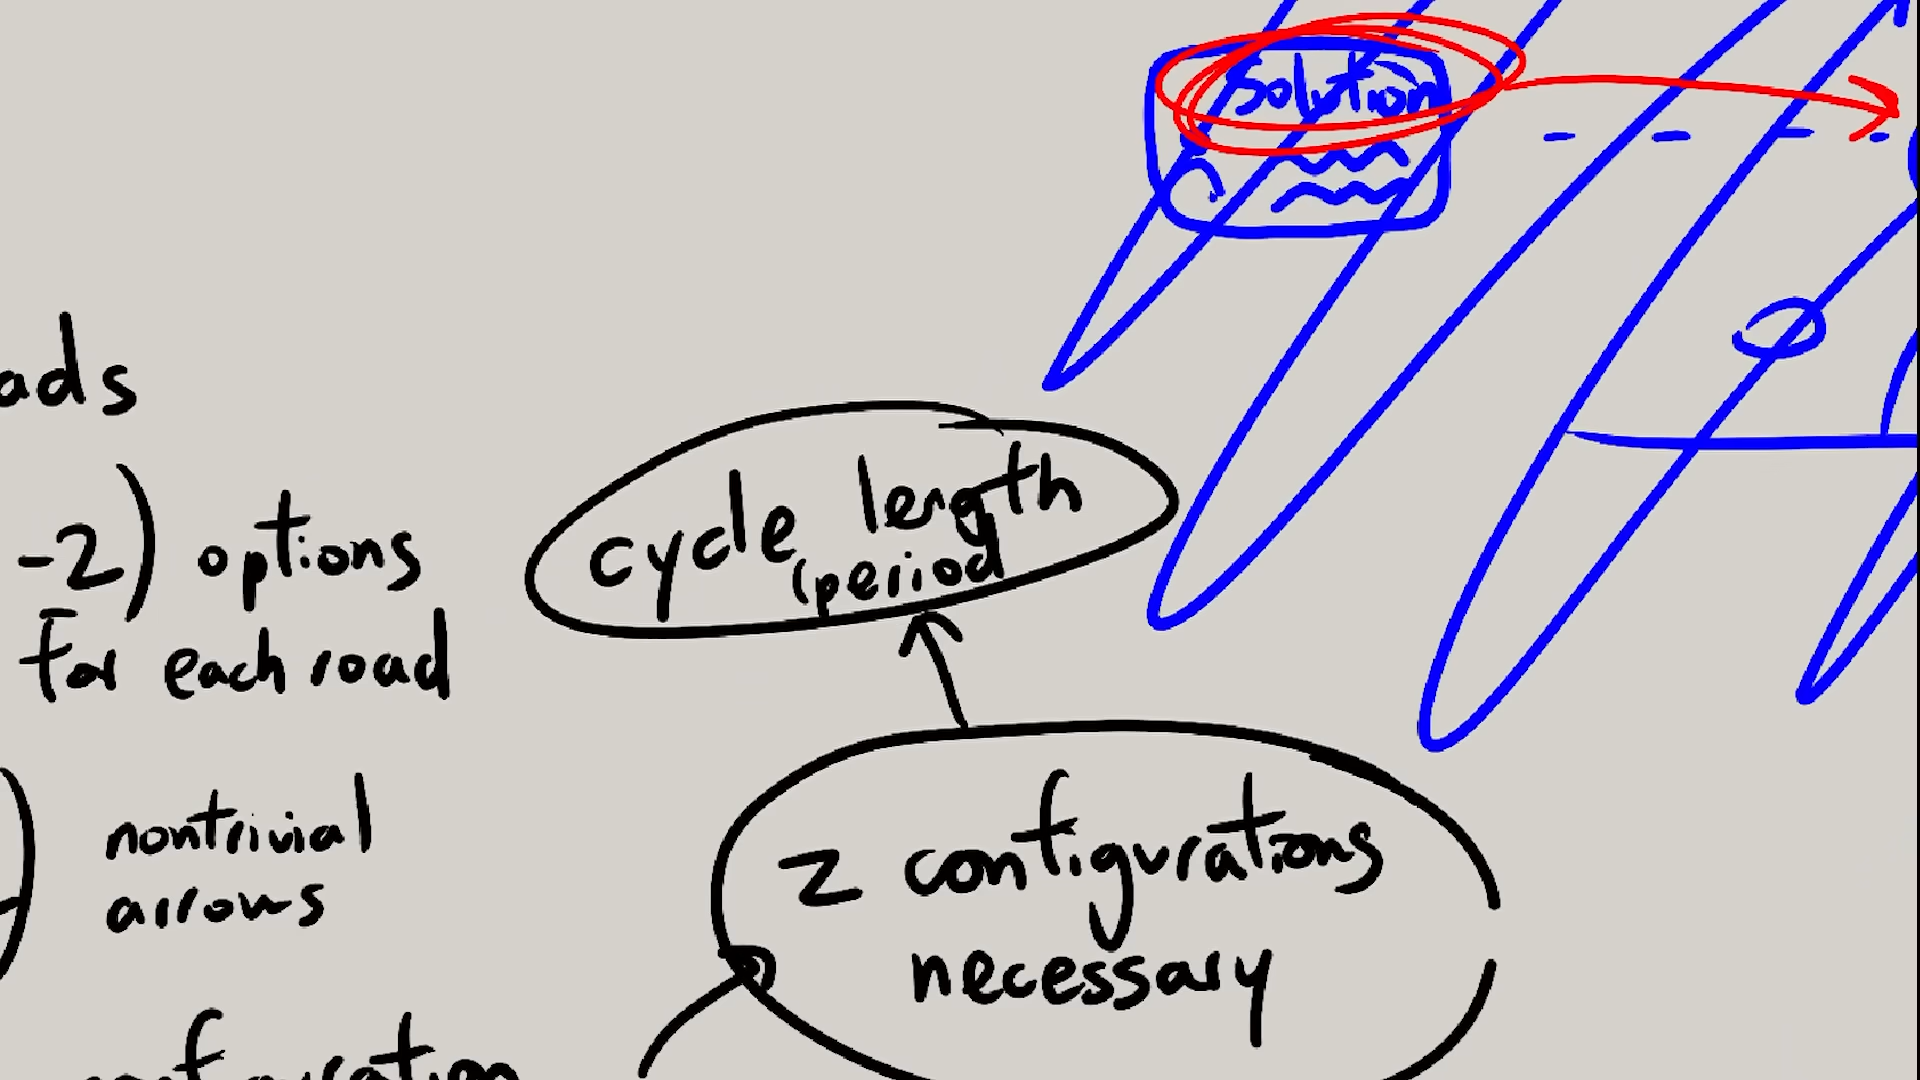 solution
ads
-2) options
for each road
cycle length
(period
nontrivial
arrows
2 configurations
necessary